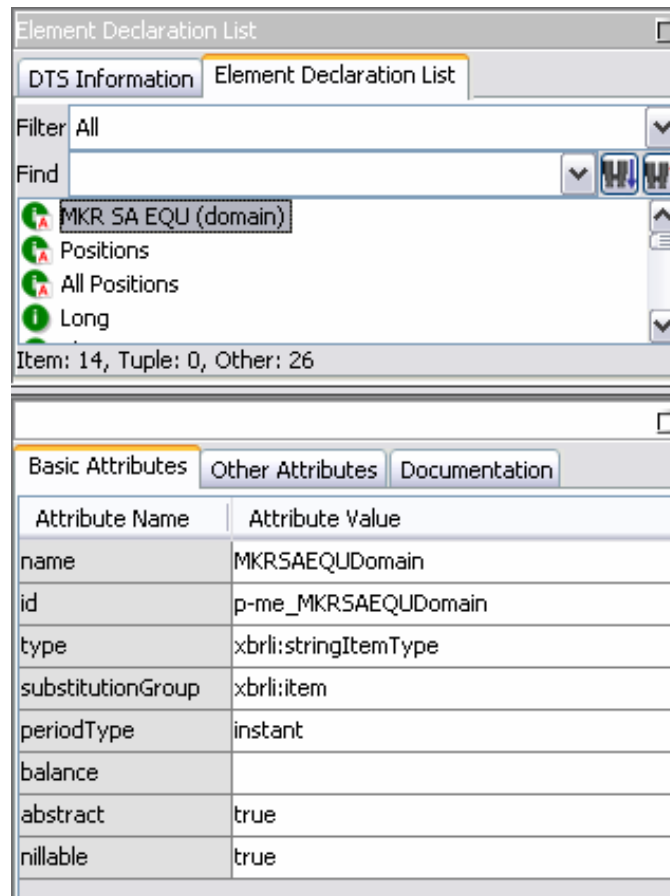 Element Declaration List
DTS Information Element Declaration List
Filter All
Find
MKR SA EQU (domain)
Positions
All Positions
Long
Item: 14, Tuple: 0, Other: 26
Basic Attributes Other Attributes Documentation
Attribute Name Attribute Value
name MKRSAEQUDomain
id p-me_MKRSAEQUDomain
type xbrli:stringItemType
substitutionGroup xbrli:item
periodType instant
balance
abstract true
nillable true